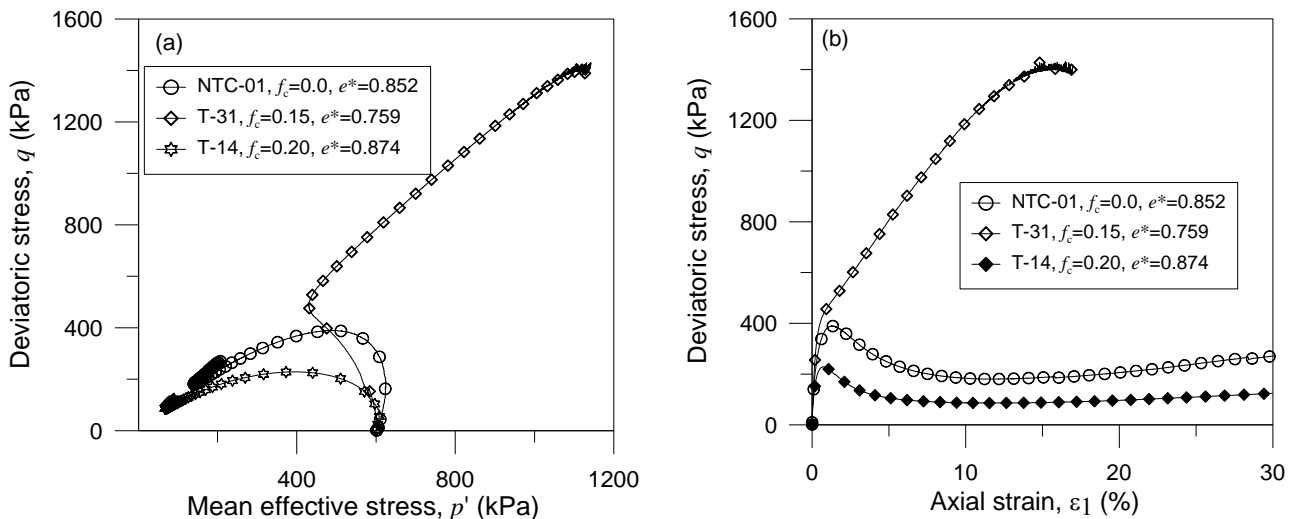 (a)
NTC-01, fc=0.0, e*=0.852
T-31, fc=0.15, e*=0.759
T-14, fc=0.20, e*=0.874
Deviatoric stress, q (kPa)
1600
1200
800
400
0
400
800
1200
Mean effective stress, p' (kPa)
(b)
NTC-01, fc=0.0, e*=0.852
T-31, fc=0.15, e*=0.759
T-14, fc=0.20, e*=0.874
Deviatoric stress, q (kPa)
1600
1200
800
400
0
0
10
20
30
Axial strain, ε1 (%)